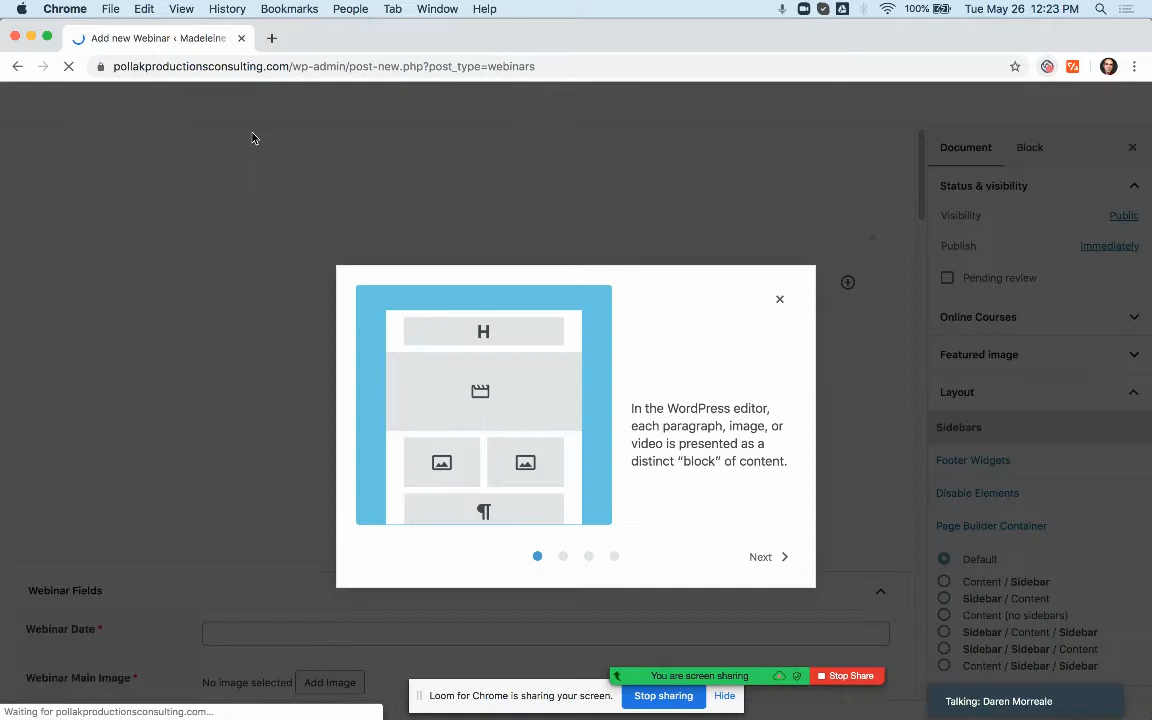 Chrome File Edit View History Bookmarks People Tab Window Help 100% Tue May 26 12:23 PM
Add new Webinar ‹ Madeleine
pollakproductionsconsulting.com/wp-admin/post-new.php?post_type=webinars
Document Block
Status & visibility
Visibility Public
Publish Immediately
Pending review
Online Courses
Featured image
Layout
Sidebars
Footer Widgets
Disable Elements
Page Builder Container
Default
Content / Sidebar
Sidebar / Content
Content (no sidebars)
Sidebar / Content / Sidebar
Sidebar / Sidebar / Content
Content / Sidebar / Sidebar
H
In the WordPress editor,
each paragraph, image, or
video is presented as a
distinct “block” of content.
¶
Next
Webinar Fields
Webinar Date *
Webinar Main Image * No image selected Add Image
You are screen sharing Stop Share
Loom for Chrome is sharing your screen. Stop sharing Hide
Talking: Daren Morreale
Waiting for pollakproductionsconsulting.com...